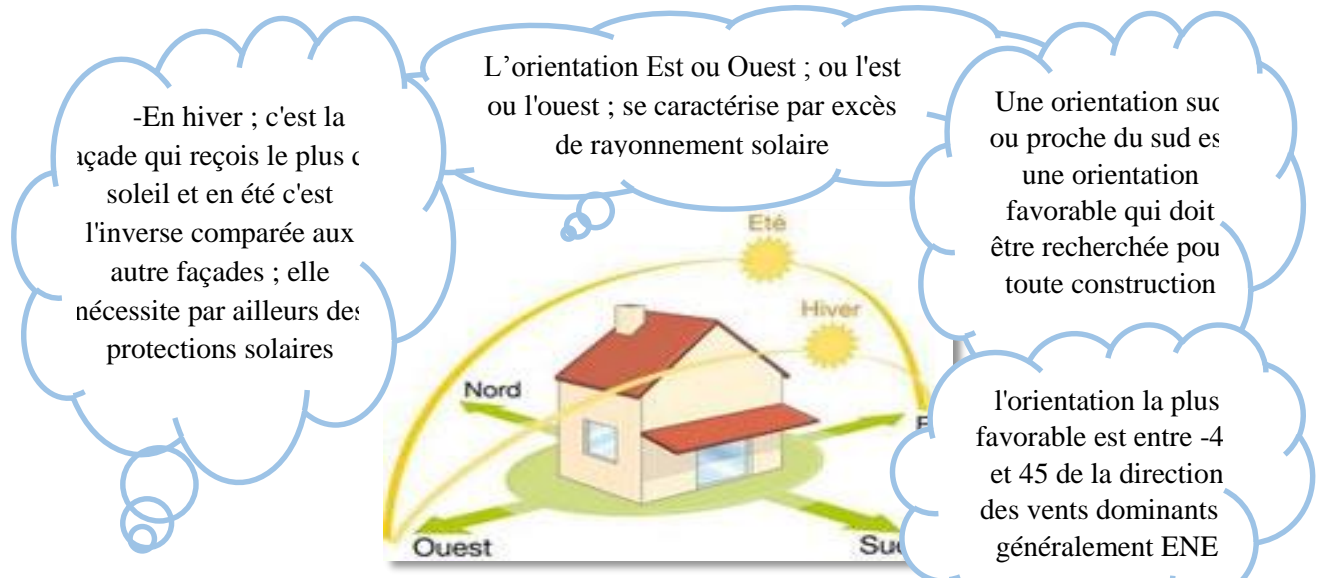 -En hiver ; c'est la
açade qui reçois le plus
soleil et en été c'est
l'inverse comparée aux
autre façades ; elle
nécessite par ailleurs des
protections solaires
L’orientation Est ou Ouest ; ou l'est
ou l'ouest ; se caractérise par excès
de rayonnement solaire
Une orientation sud
ou proche du sud es
une orientation
favorable qui doit
être recherchée pou
toute construction
l'orientation la plus
favorable est entre -4
et 45 de la direction
des vents dominants
généralement ENE
Eté
Hiver
Nord
Ouest
Sud